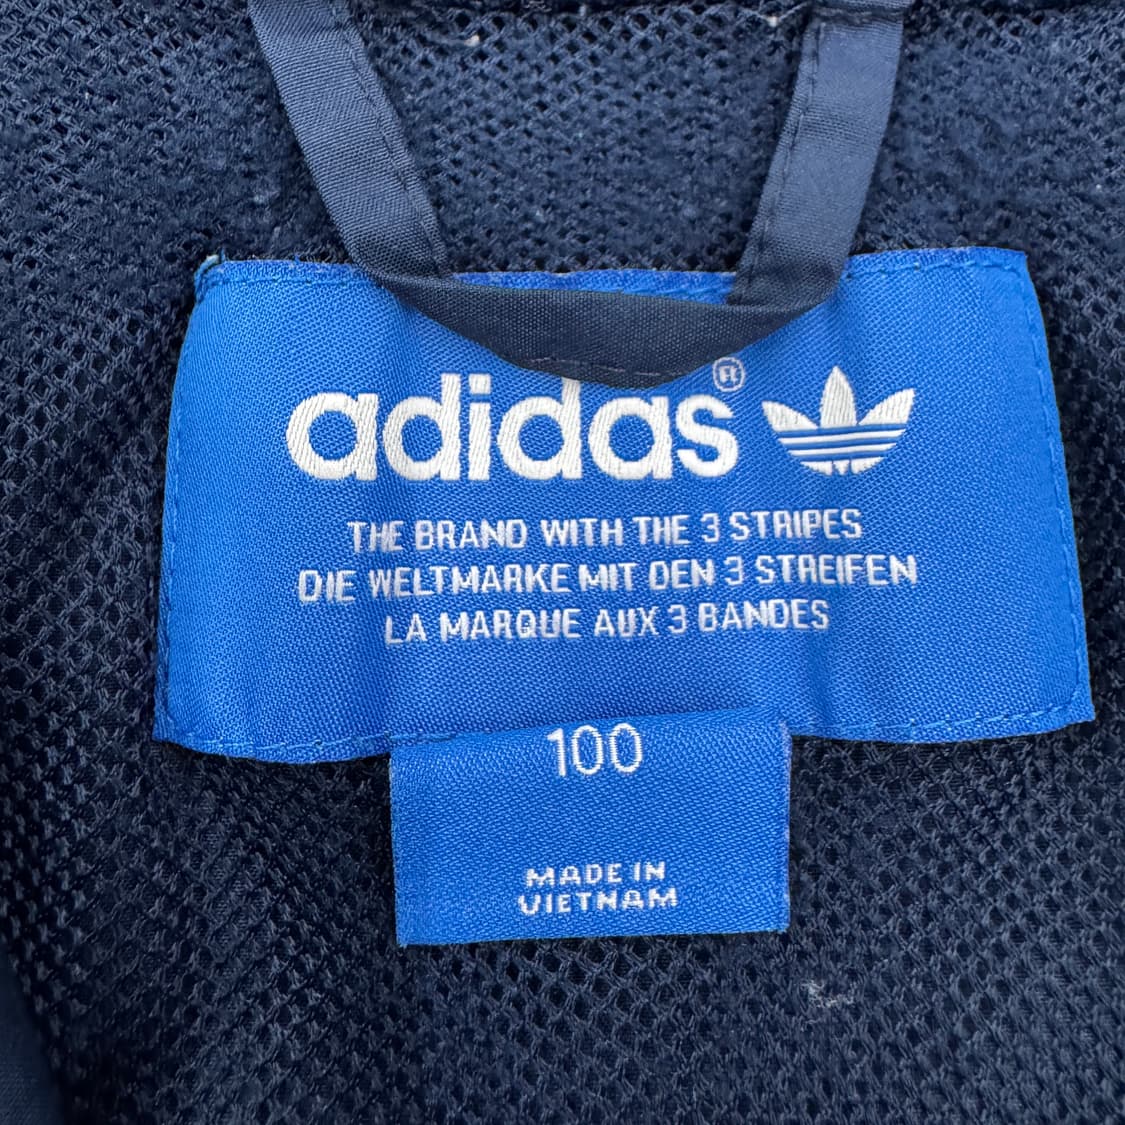 adidas®
THE BRAND WITH THE 3 STRIPES
DIE WELTMARKE MIT DEN 3 STREIFEN
LA MARQUE AUX 3 BANDES
100
MADE IN
VIETNAM